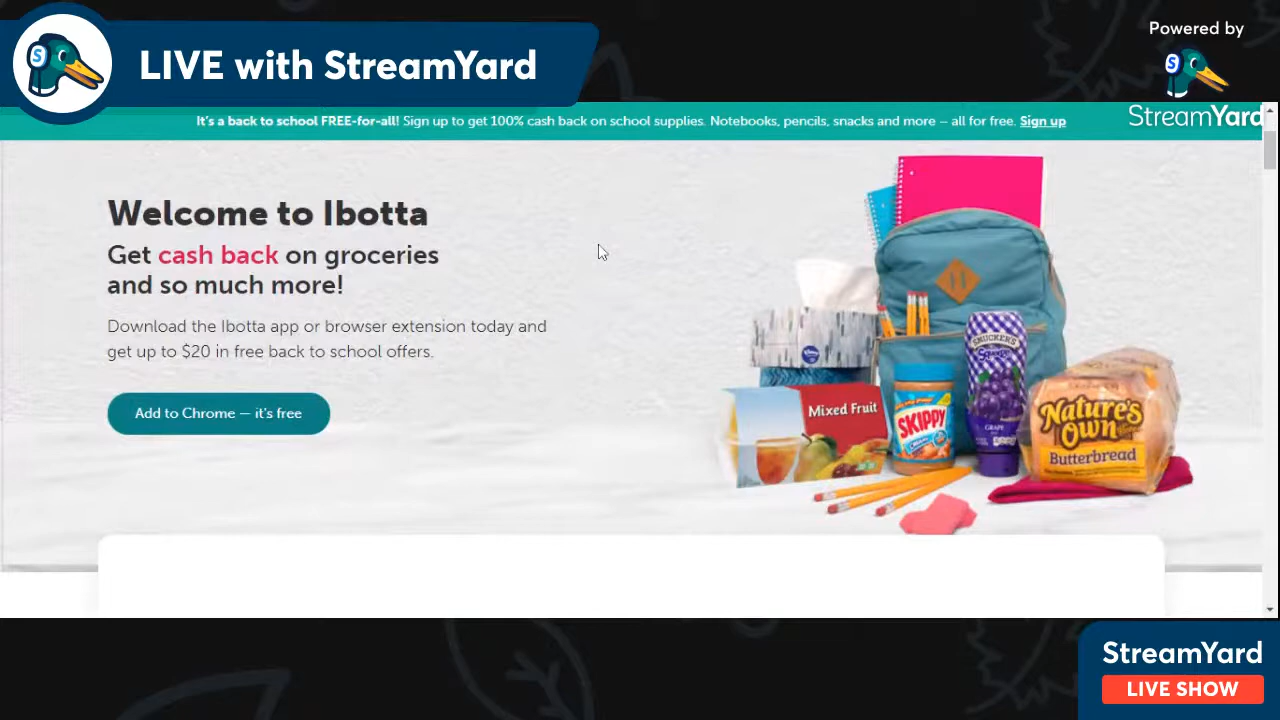 LIVE with StreamYard
Powered by
StreamYard
It's a back to school FREE-for-all! Sign up to get 100% cash back on school supplies. Notebooks, pencils, snacks and more – all for free. Sign up
Welcome to Ibotta
Get cash back on groceries
and so much more!
Download the Ibotta app or browser extension today and
get up to $20 in free back to school offers.
Add to Chrome — it's free
Mixed Fruit
SKIPPY
SMUCKER'S
GRAPE
Nature's
Own
Butterbread
StreamYard
LIVE SHOW